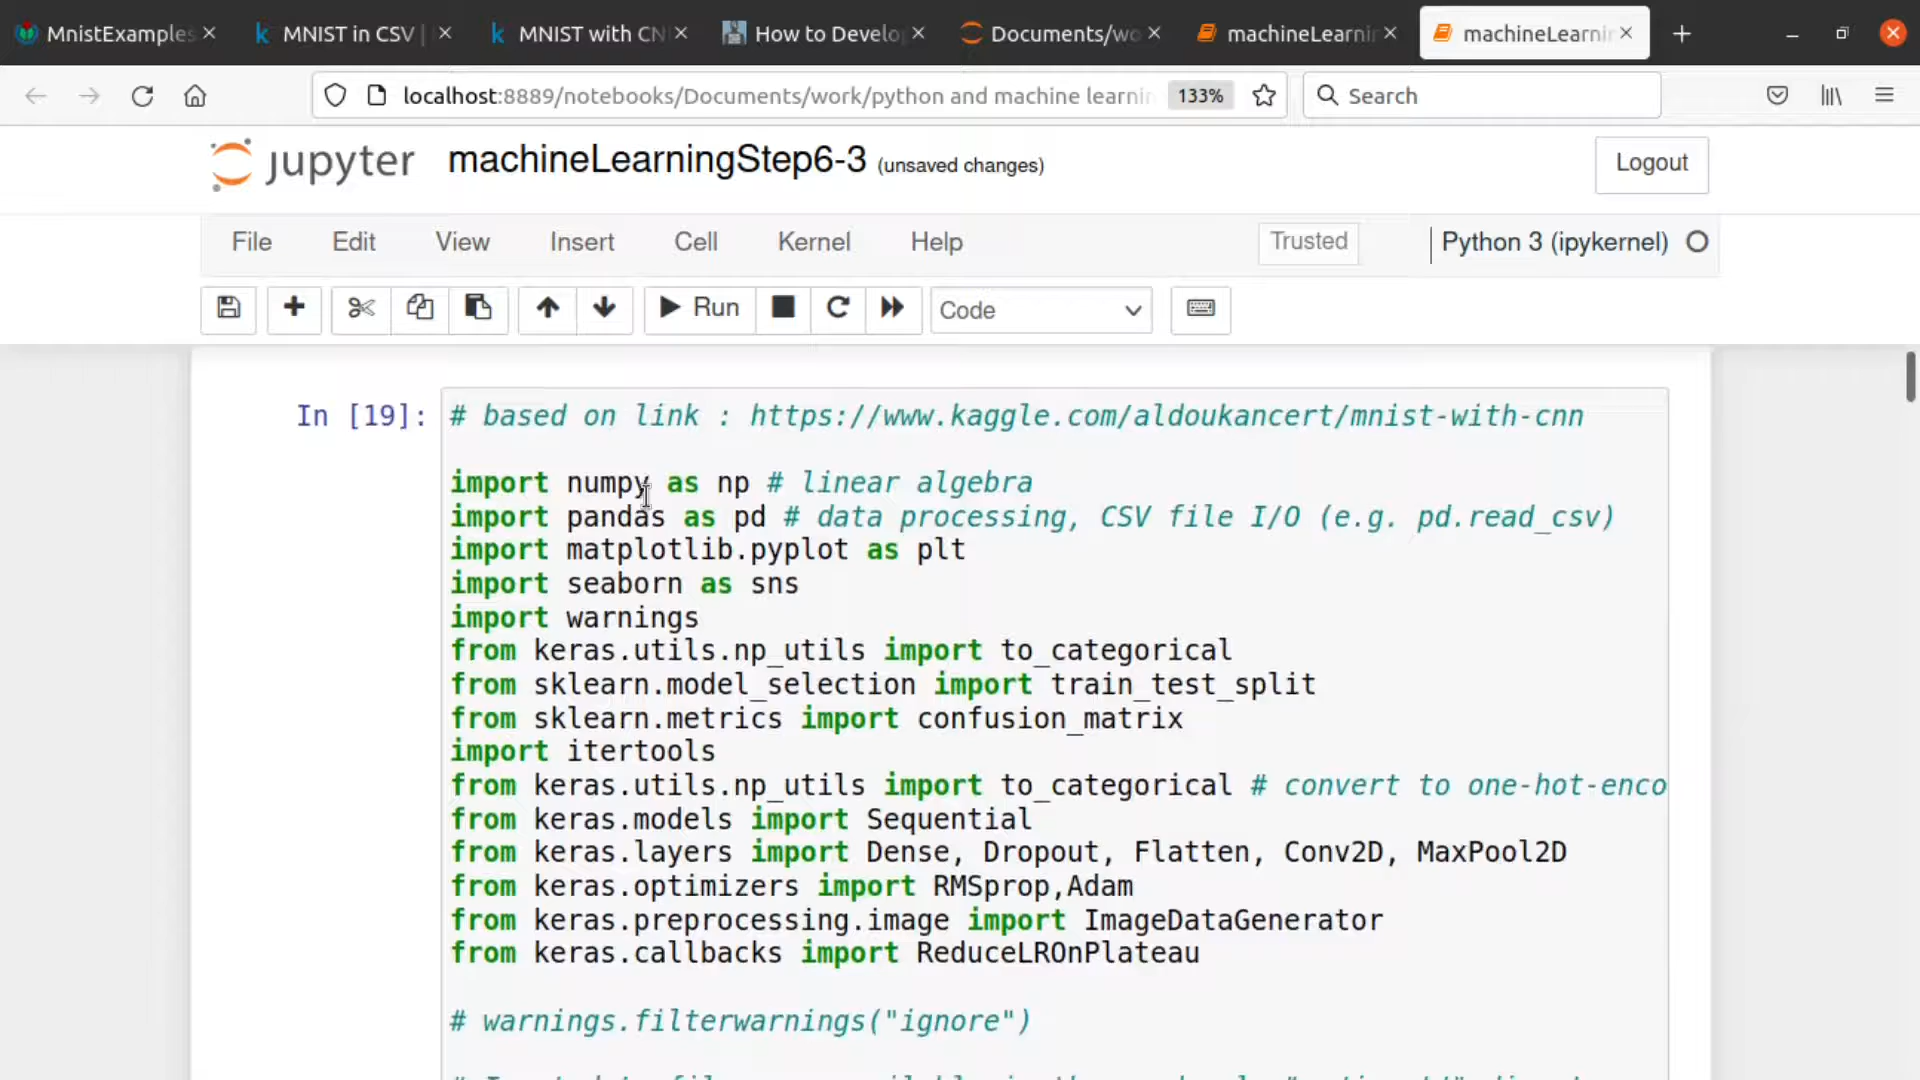 MnistExamples
MNIST in CSV |
MNIST with CN
How to Develo
Documents/wo
machineLearni
machineLearni
localhost:8889/notebooks/Documents/work/python and machine learnin
133%
Search
jupyter
machineLearningStep6-3 (unsaved changes)
Logout
File Edit View Insert Cell Kernel Help
Trusted
Python 3 (ipykernel)
Run
Code
In [19]:
# based on link : https://www.kaggle.com/aldoukancert/mnist-with-cnn
import numpy as np # linear algebra
import pandas as pd # data processing, CSV file I/O (e.g. pd.read_csv)
import matplotlib.pyplot as plt
import seaborn as sns
import warnings
from keras.utils.np_utils import to_categorical
from sklearn.model_selection import train_test_split
from sklearn.metrics import confusion_matrix
import itertools
from keras.utils.np_utils import to_categorical # convert to one-hot-enco
from keras.models import Sequential
from keras.layers import Dense, Dropout, Flatten, Conv2D, MaxPool2D
from keras.optimizers import RMSprop,Adam
from keras.preprocessing.image import ImageDataGenerator
from keras.callbacks import ReduceLROnPlateau
# warnings.filterwarnings("ignore")